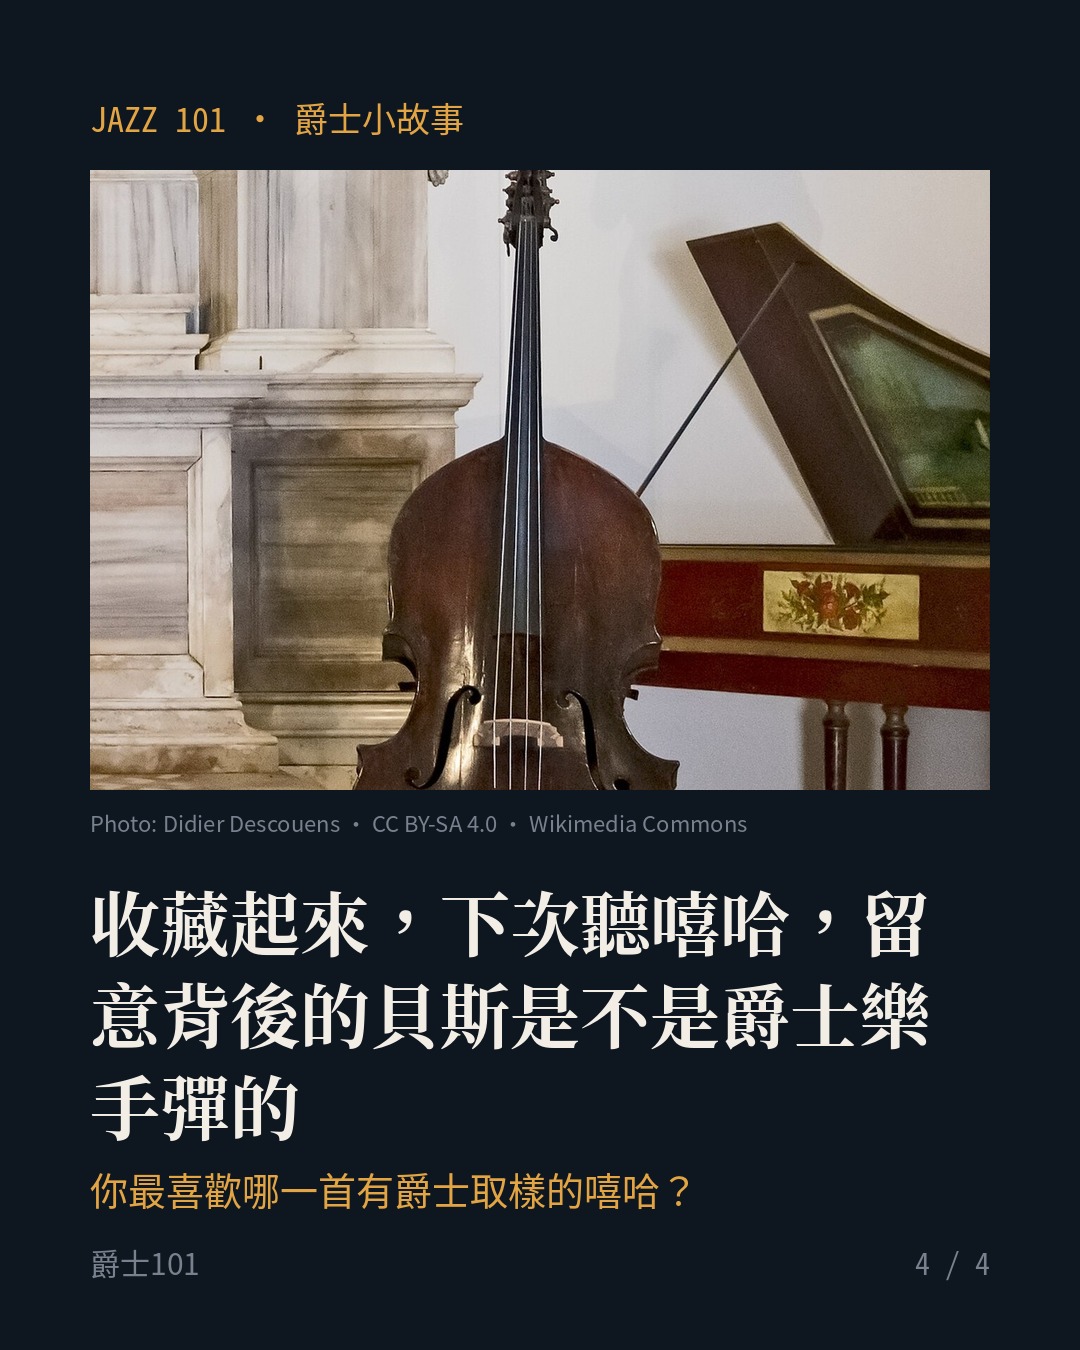 JAZZ 101 · 爵士小故事
Photo: Didier Descouens · CC BY-SA 4.0 · Wikimedia Commons
收藏起來，下次聽嘻哈，留
意背後的貝斯是不是爵士樂
手彈的
你最喜歡哪一首有爵士取樣的嘻哈？
爵士101
4 / 4